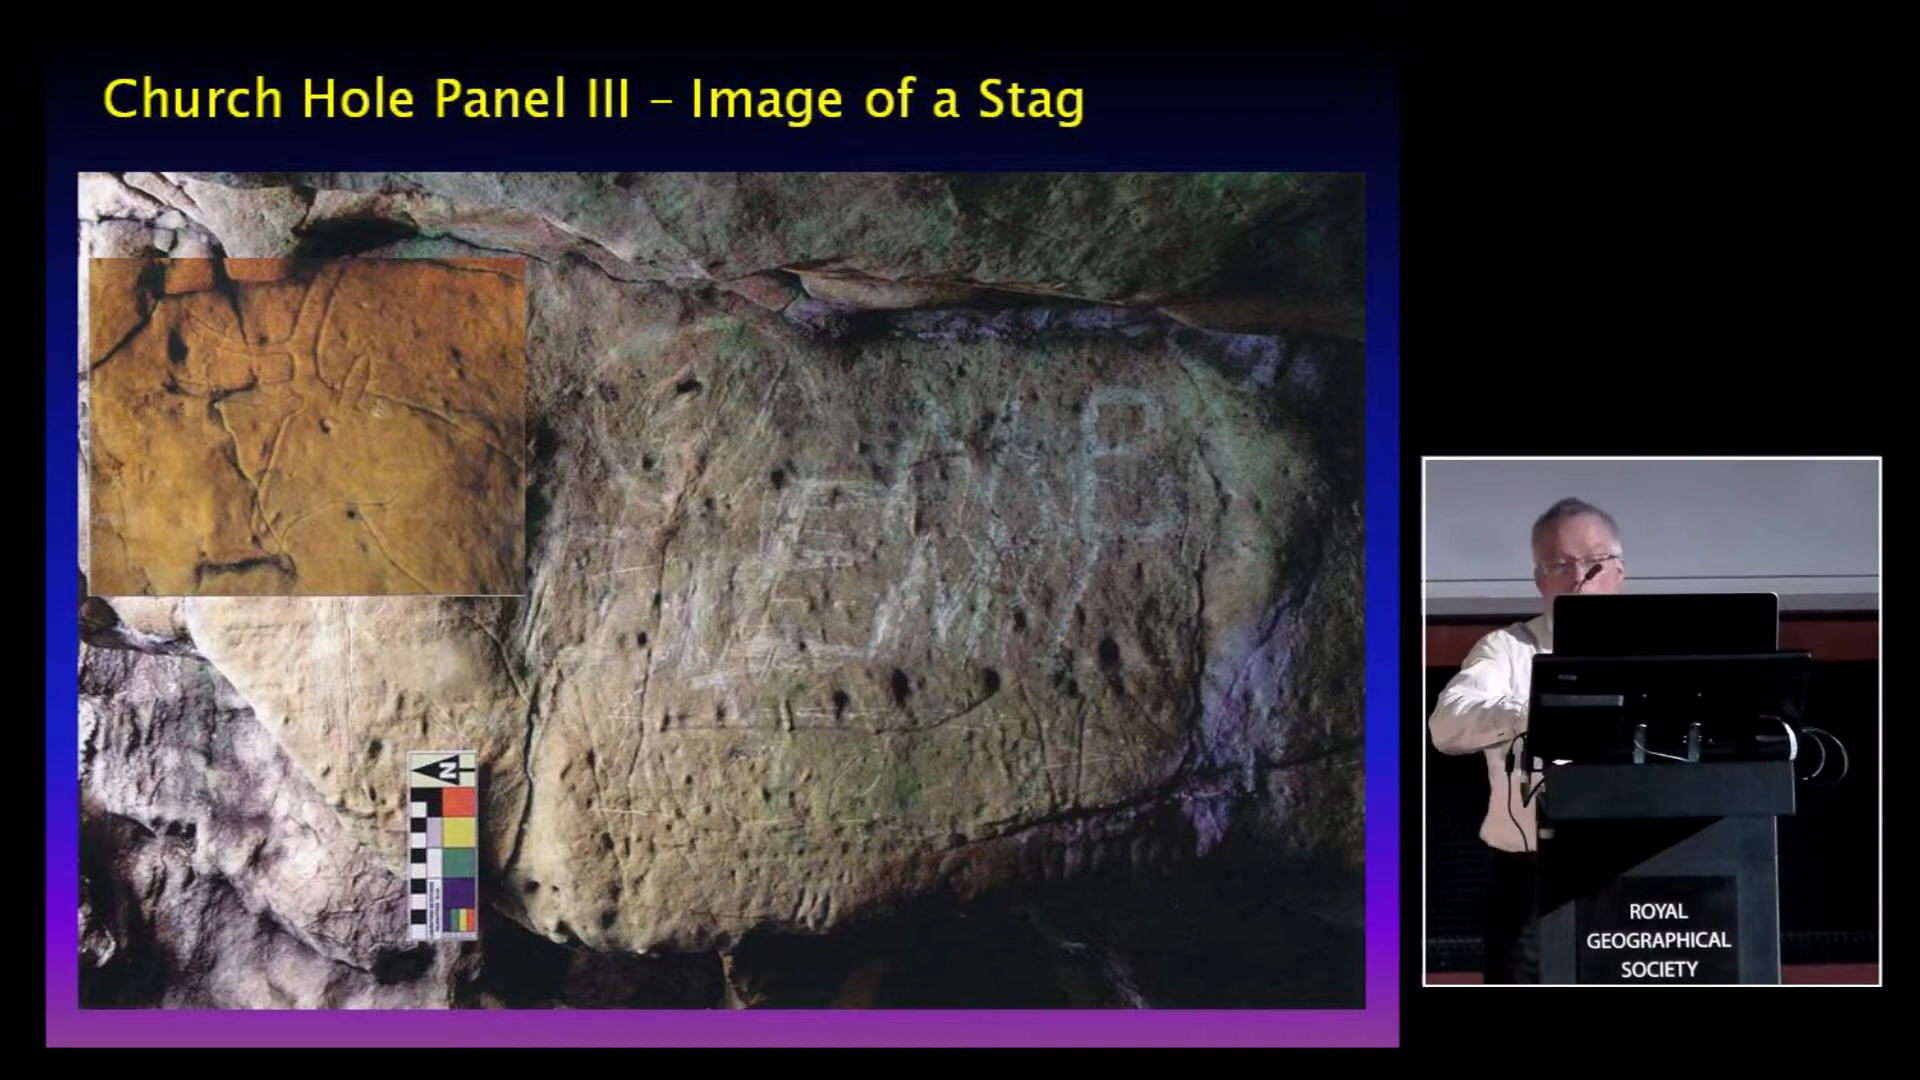 Church Hole Panel III – Image of a Stag
N
B
ROYAL
GEOGRAPHICAL
SOCIETY